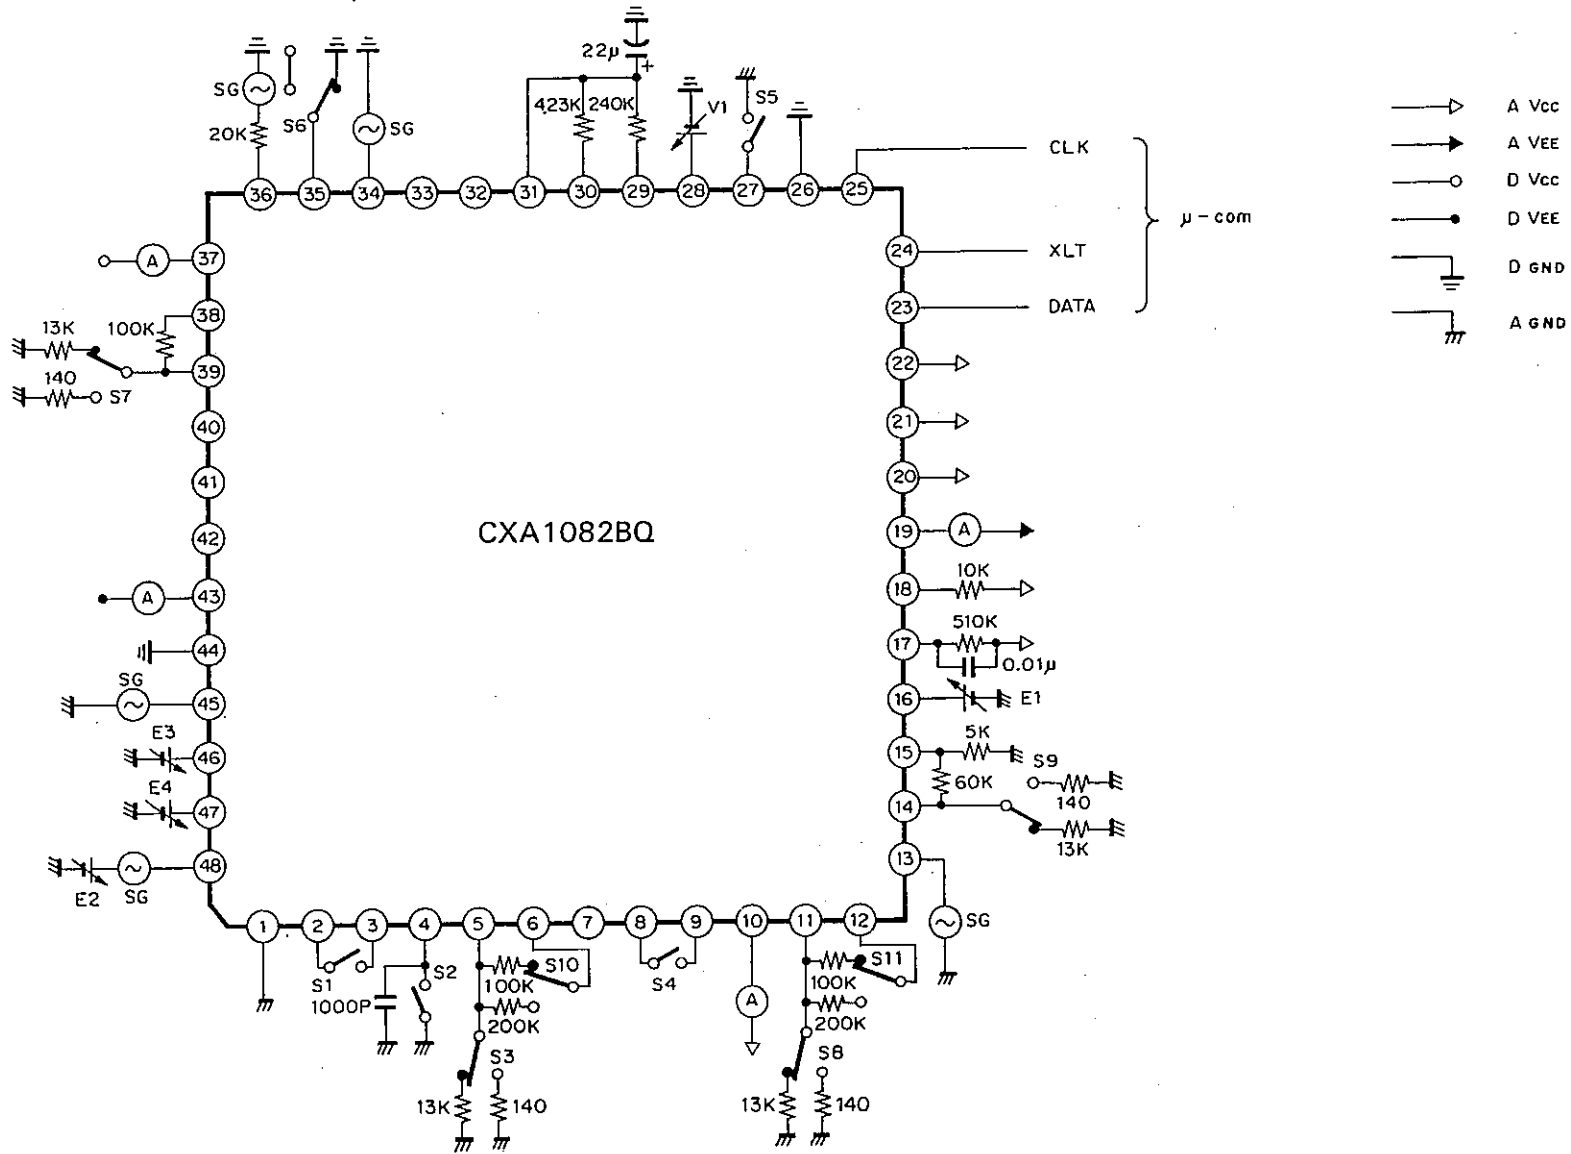 22μ
+
SG
20K
S6
SG
423K
240K
V1
S5
36
35
34
33
32
31
30
29
28
27
26
25
CLK
24
XLT
23
DATA
μ-com
A Vcc
A VEE
D Vcc
D VEE
D GND
A GND
A
37
38
13K
100K
39
140
S7
40
41
42
A
43
44
SG
45
E3
46
E4
47
48
E2
SG
CXA1082BQ
22
21
20
19
A
18
10K
17
510K
0.01μ
16
E1
15
5K
60K
S9
140
14
13K
13
SG
1
2
3
4
5
6
7
8
9
10
11
12
S1
1000P
S2
100K
S10
200K
S3
13K
140
S4
A
100K
S11
200K
S8
13K
140